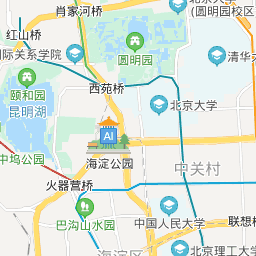 肖家河桥
北京大
(圆明园校区
红山桥
国际关系学院
圆明园
清华
西苑桥
颐和园
昆明湖
北京大学
AI
中坞公园
海淀公园
中关村
火器营桥
巴沟山水园
中国人民大学
联想
海淀区
北京理工大学